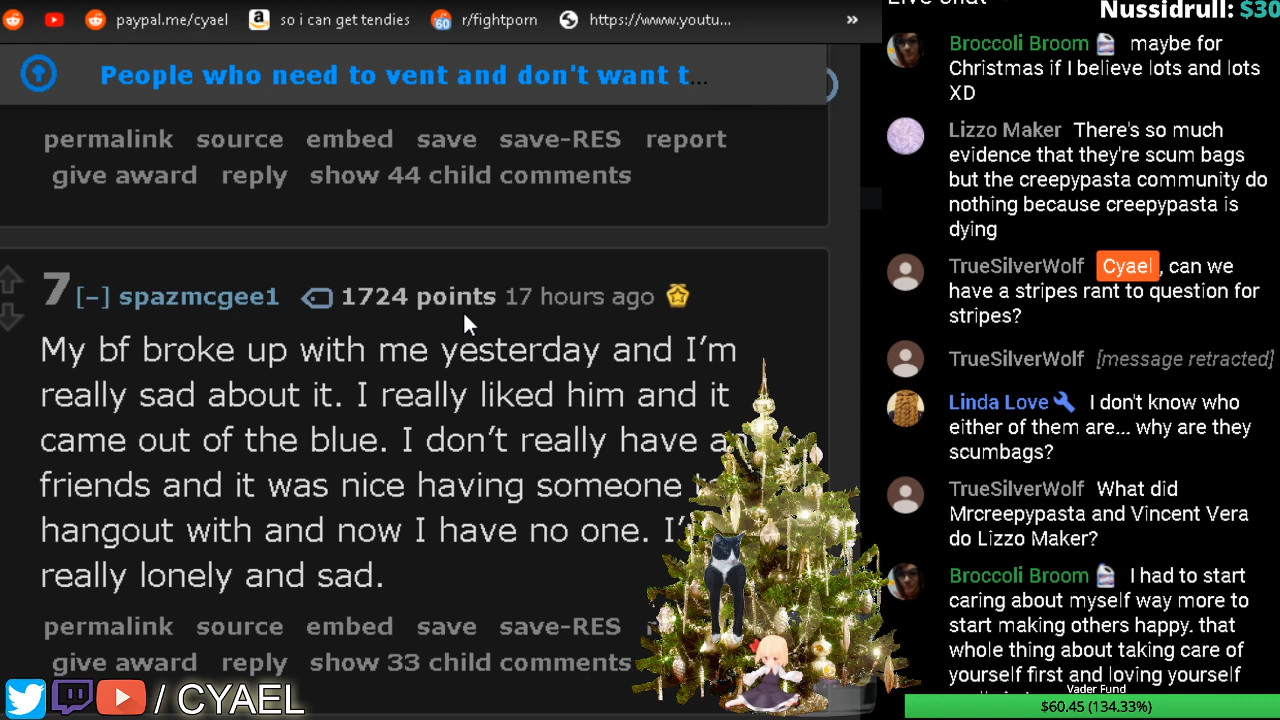 paypal.me/cyael so i can get tendies 60 r/fightporn https://www.youtu... »
People who need to vent and don't want t...
permalink source embed save save-RES report
give award reply show 44 child comments
7 [–] spazmcgee1 1724 points 17 hours ago
My bf broke up with me yesterday and I’m
really sad about it. I really liked him and it
came out of the blue. I don’t really have
friends and it was nice having someone
hangout with and now I have no one.
really lonely and sad.
permalink source embed save save-RES
give award reply show 33 child comments
/ CYAEL
Nussidrull: $30
Broccoli Broom maybe for
Christmas if I believe lots and lots
XD
Lizzo Maker There's so much
evidence that they're scum bags
but the creepypasta community do
nothing because creepypasta is
dying
TrueSilverWolf Cyael , can we
have a stripes rant to question for
stripes?
TrueSilverWolf [message retracted]
Linda Love I don't know who
either of them are... why are they
scumbags?
TrueSilverWolf What did
Mrcreepypasta and Vincent Vera
do Lizzo Maker?
Broccoli Broom I had to start
caring about myself way more to
start making others happy. that
whole thing about taking care of
yourself first and loving yourself
Vader Fund
$60.45 (134.33%)